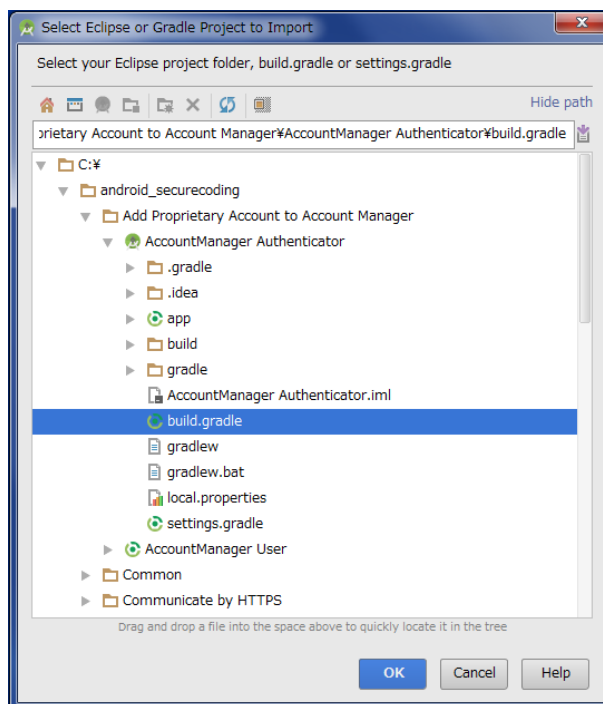 Select Eclipse or Gradle Project to Import
Select your Eclipse project folder, build.gradle or settings.gradle
Hide path
prietary Account to Account Manager¥AccountManager Authenticator¥build.gradle
C:¥
android_securecoding
Add Proprietary Account to Account Manager
AccountManager Authenticator
.gradle
.idea
app
build
gradle
AccountManager Authenticator.iml
build.gradle
gradlew
gradlew.bat
local.properties
settings.gradle
AccountManager User
Common
Communicate by HTTPS
Drag and drop a file into the space above to quickly locate it in the tree
OK Cancel Help